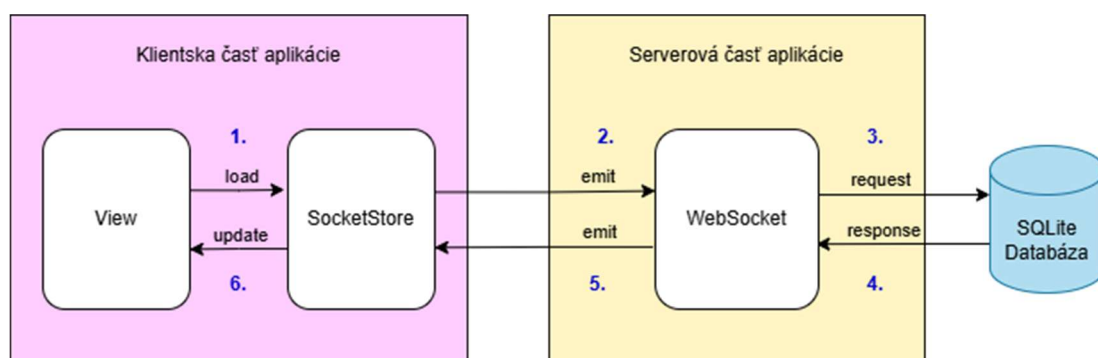 Klientska časť aplikácie
Serverová časť aplikácie
1.
2.
3.
load
emit
request
View
SocketStore
WebSocket
SQLite
Databáza
update
emit
response
6.
5.
4.